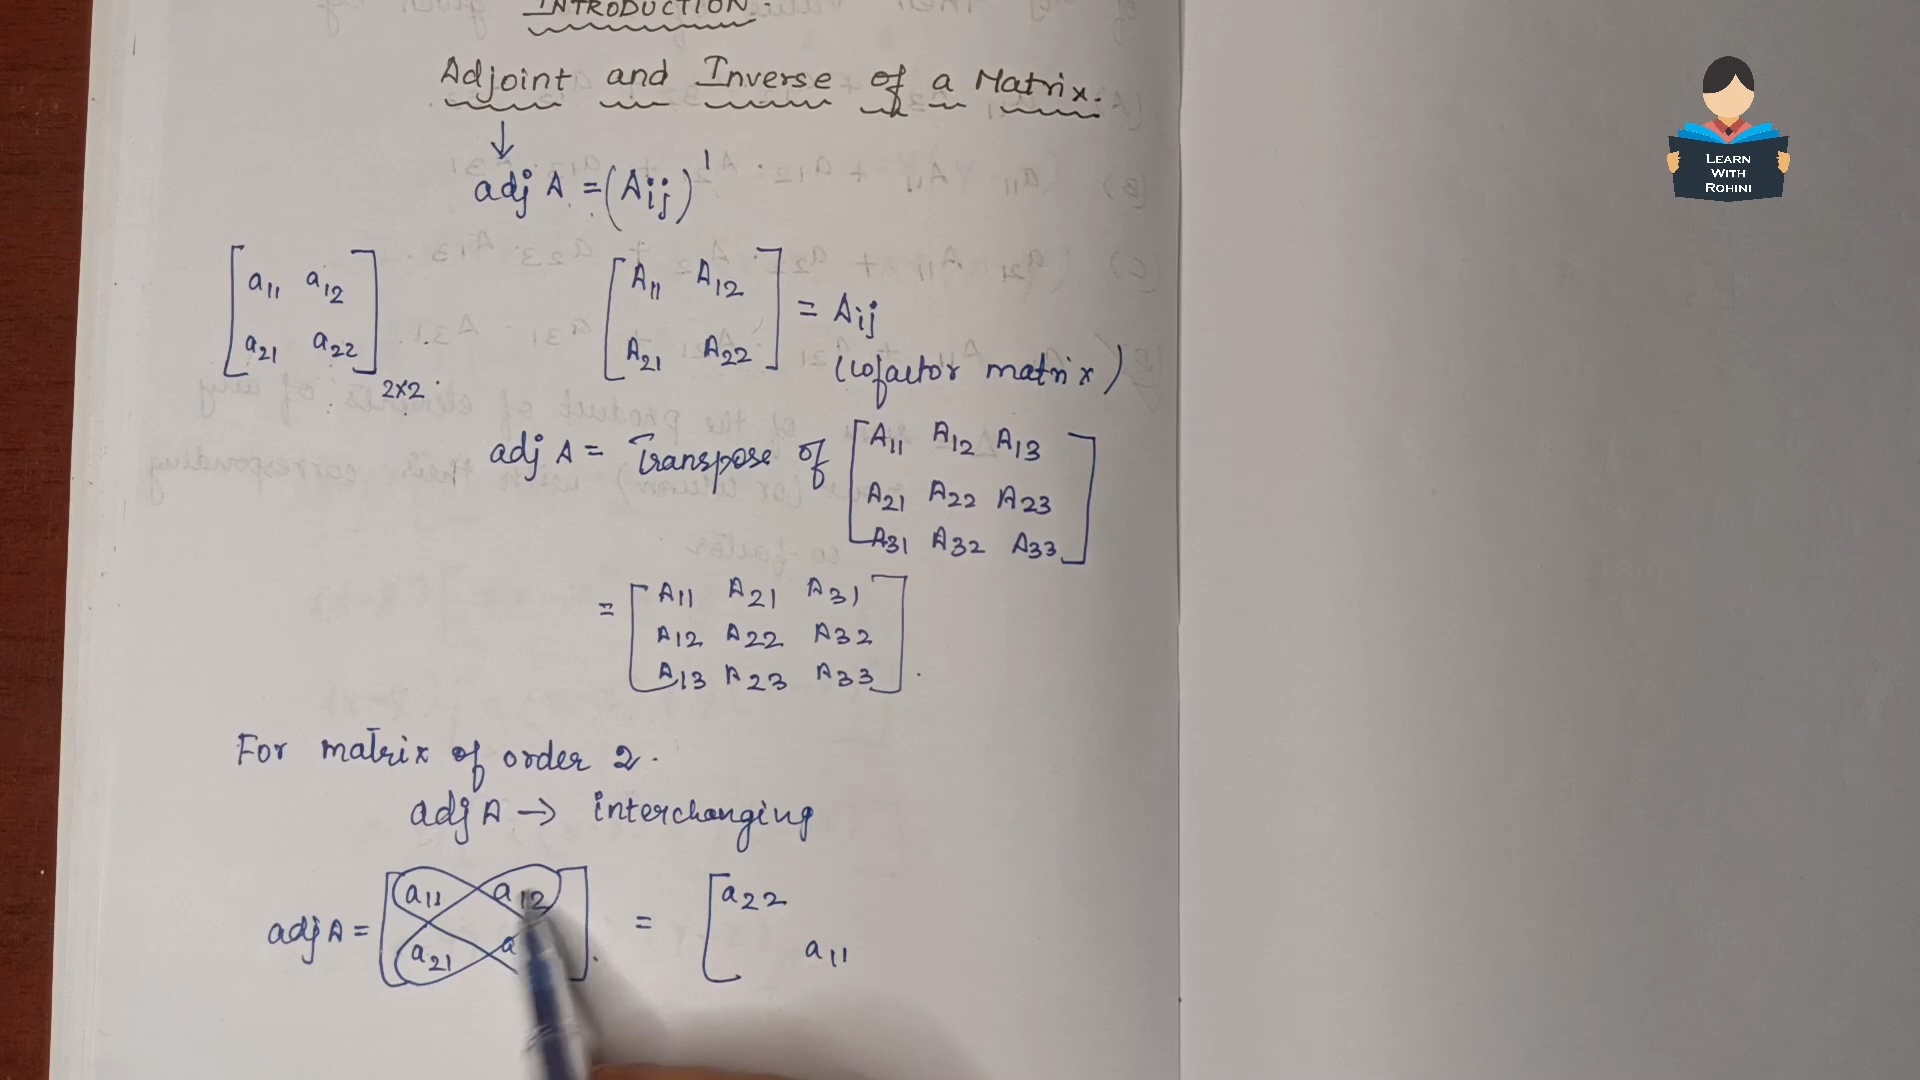 INTRODUCTION.
Adjoint and Inverse of a Matrix.
↓
adj A = (Aij)'
[a11 a12
a21 a22] 2x2.
[A11 A12
A21 A22] = Aij
(cofactor matrix)
adj A = Transpose of [A11 A12 A13
A21 A22 A23
A31 A32 A33]
= [A11 A21 A31
A12 A22 A32
A13 A23 A33].
For matrix of order 2.
adj A → interchanging
adj A = [a11 a12
a21 a].
= [a22
a11
LEARN
WITH
ROHINI